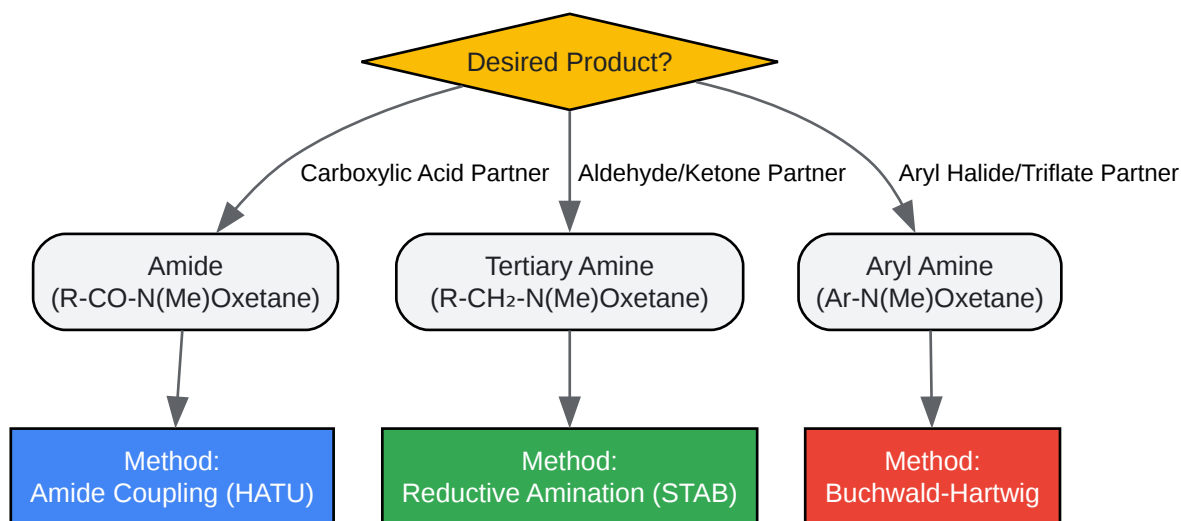 Desired Product?
Carboxylic Acid Partner
Aldehyde/Ketone Partner
Aryl Halide/Triflate Partner
Amide
(R-CO-N(Me)Oxetane)
Tertiary Amine
(R-CH₂-N(Me)Oxetane)
Aryl Amine
(Ar-N(Me)Oxetane)
Method:
Amide Coupling (HATU)
Method:
Reductive Amination (STAB)
Method:
Buchwald-Hartwig